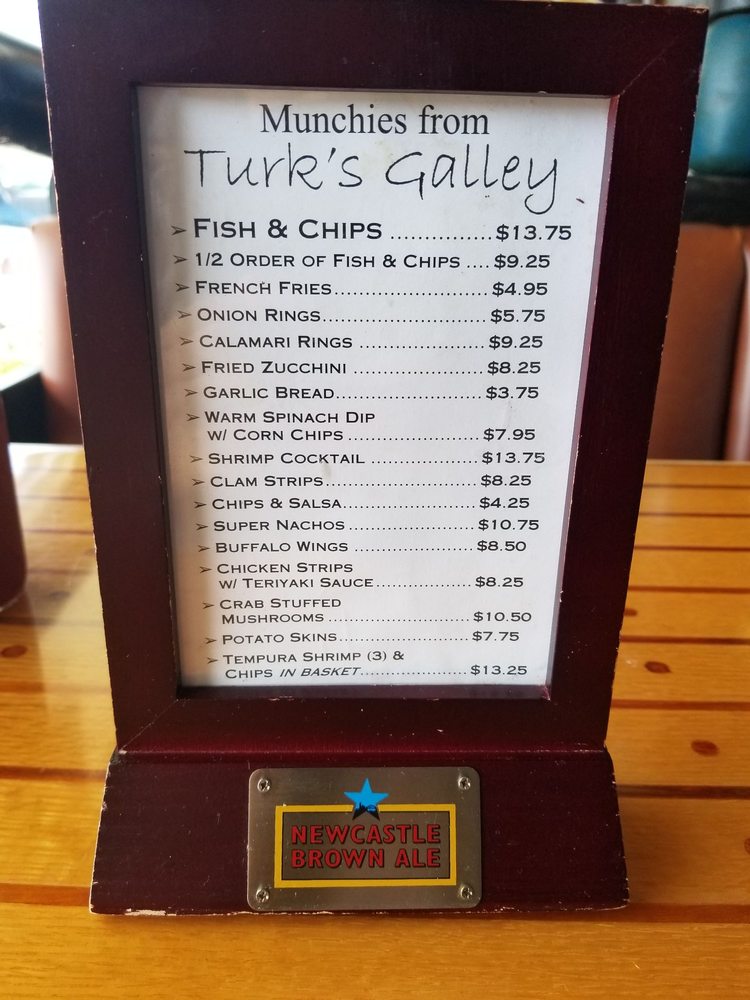 Munchies from
Turk's Galley
➢ FISH & CHIPS ................$13.75
➢ 1/2 ORDER OF FISH & CHIPS ....$9.25
➢ FRENCH FRIES..........................$4.95
➢ ONION RINGS...........................$5.75
➢ CALAMARI RINGS ....................$9.25
➢ FRIED ZUCCHINI .....................$8.25
➢ GARLIC BREAD........................$3.75
➢ WARM SPINACH DIP
W/ CORN CHIPS ......................$7.95
➢ SHRIMP COCKTAIL ..................$13.75
➢ CLAM STRIPS..........................$8.25
➢ CHIPS & SALSA.......................$4.25
➢ SUPER NACHOS .....................$10.75
➢ BUFFALO WINGS ....................$8.50
➢ CHICKEN STRIPS
W/ TERIYAKI SAUCE................$8.25
➢ CRAB STUFFED
MUSHROOMS ........................$10.50
➢ POTATO SKINS......................$7.75
➢ TEMPURA SHRIMP (3) &
CHIPS IN BASKET....................$13.25
NEWCASTLE
BROWN ALE